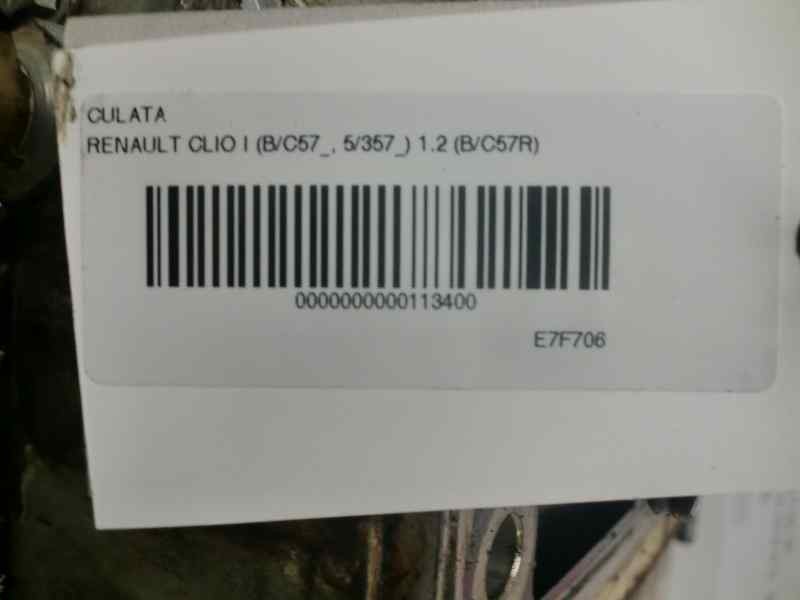 CULATA
RENAULT CLIO I (B/C57_, 5/357_) 1.2 (B/C57R)
0000000000113400
E7F706